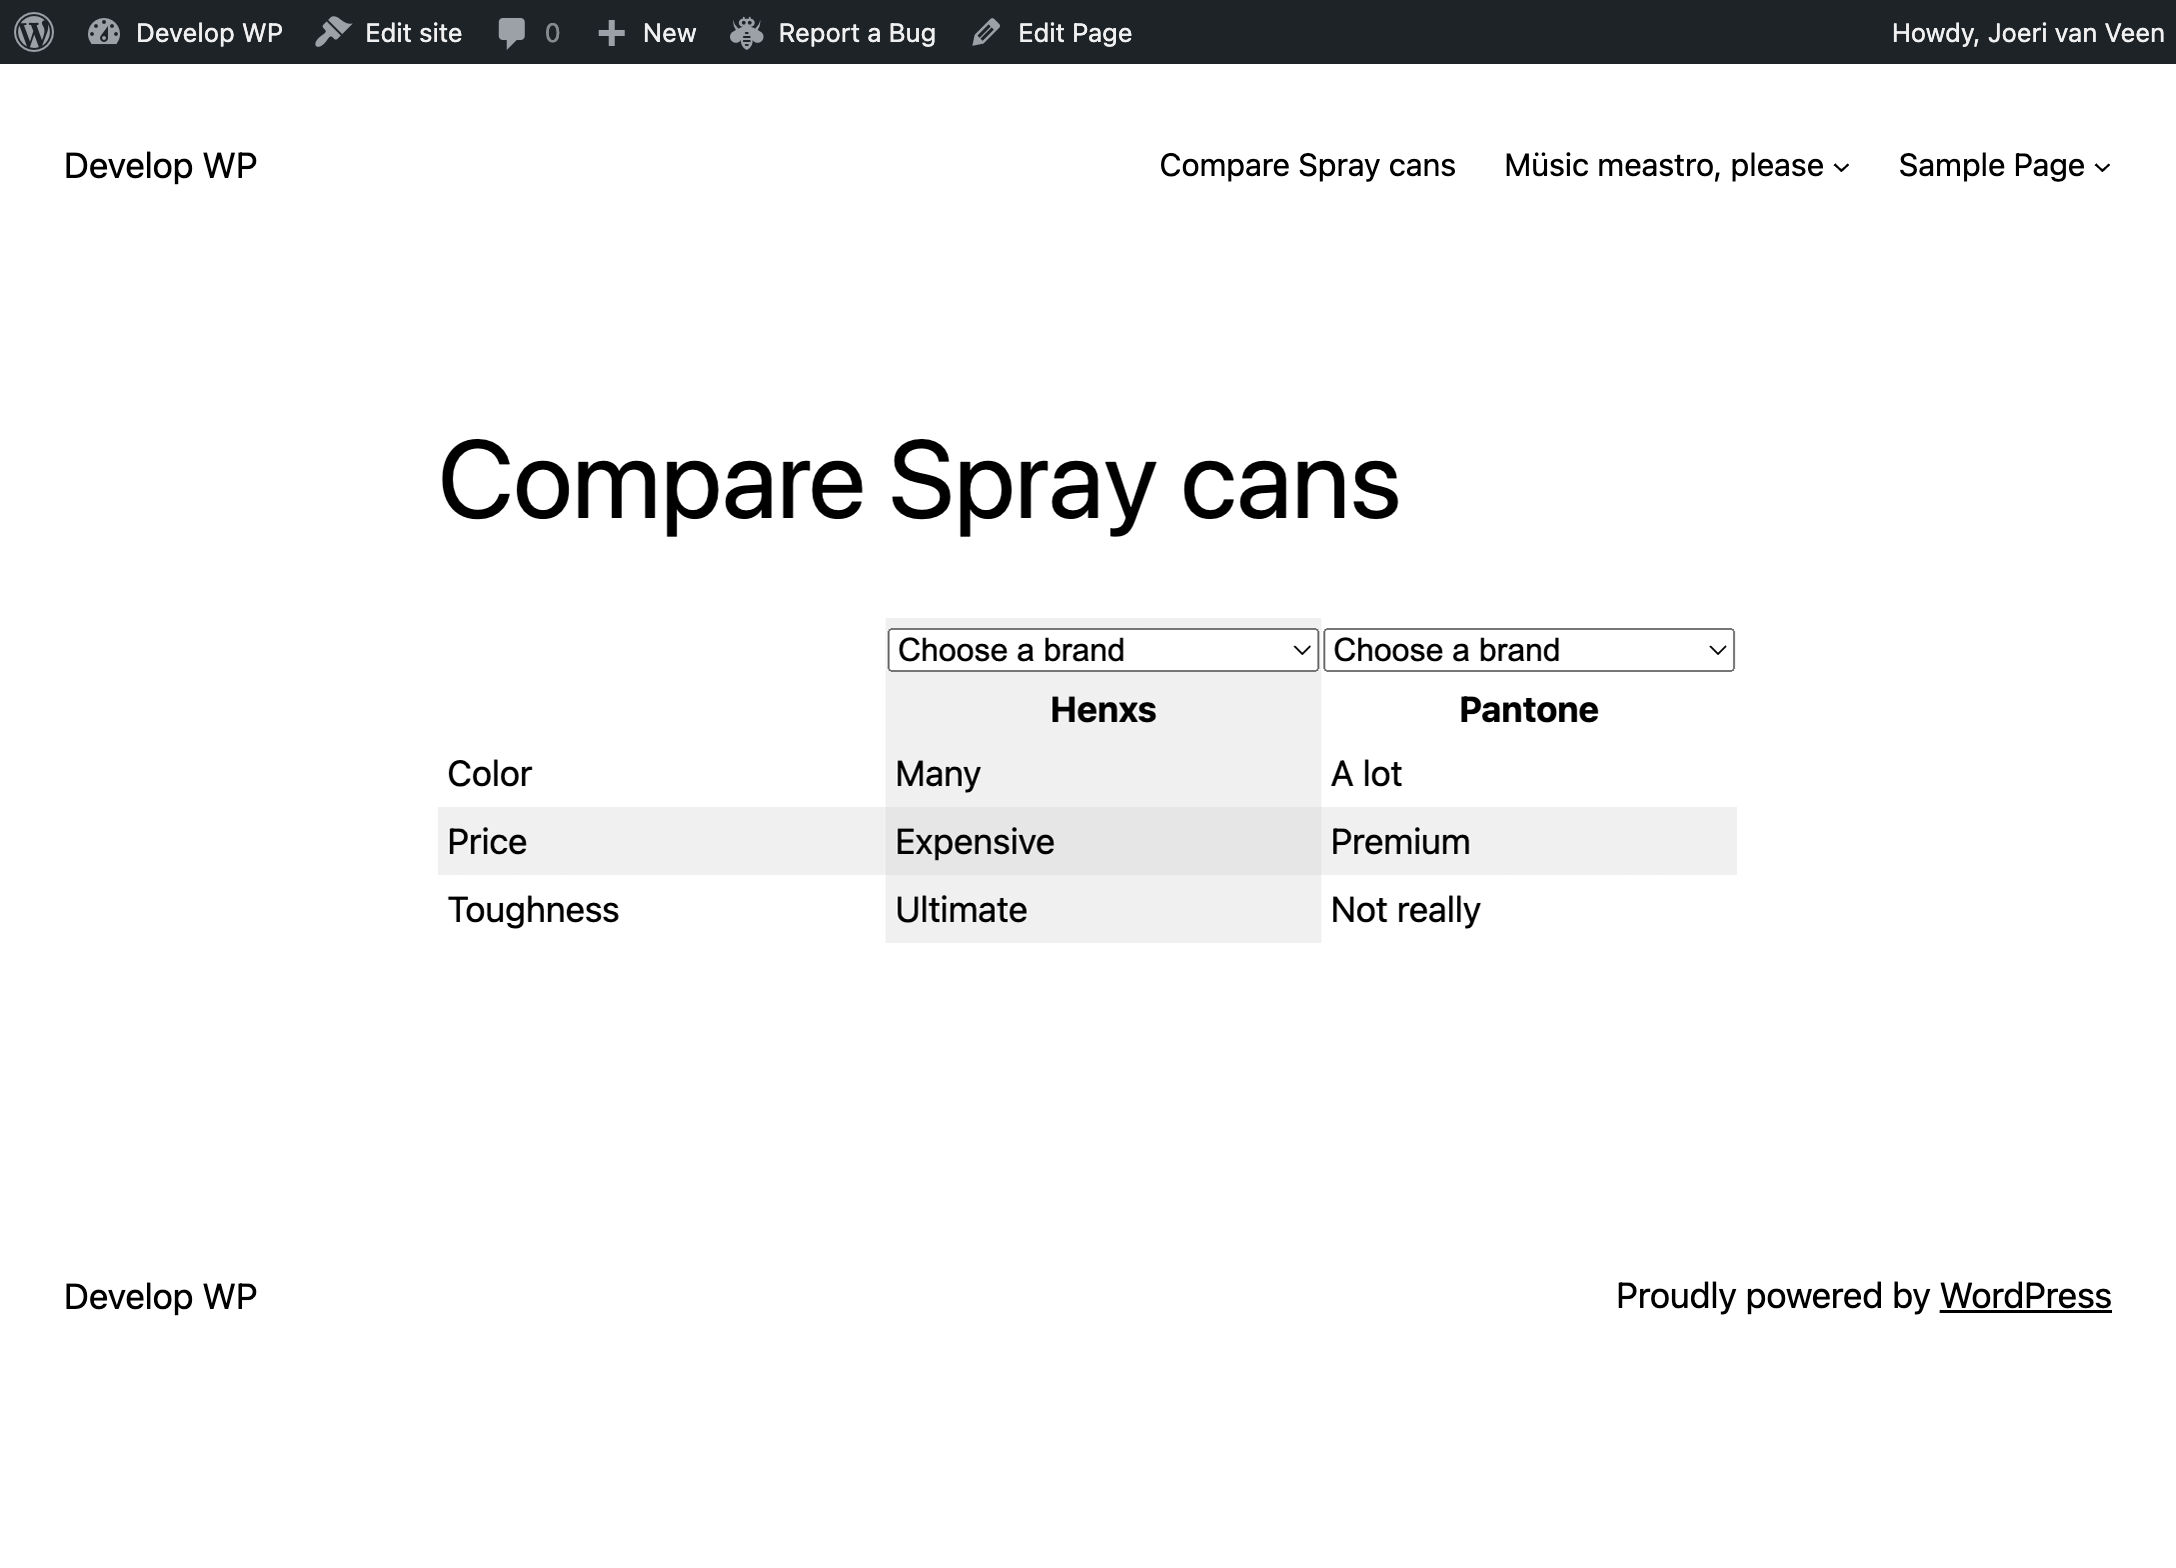 Develop WP Edit site 0 New Report a Bug Edit Page Howdy, Joeri van Veen
Develop WP Compare Spray cans Müsic meastro, please Sample Page
Compare Spray cans
Choose a brand Choose a brand
Henxs Pantone
Color Many A lot
Price Expensive Premium
Toughness Ultimate Not really
Develop WP Proudly powered by WordPress